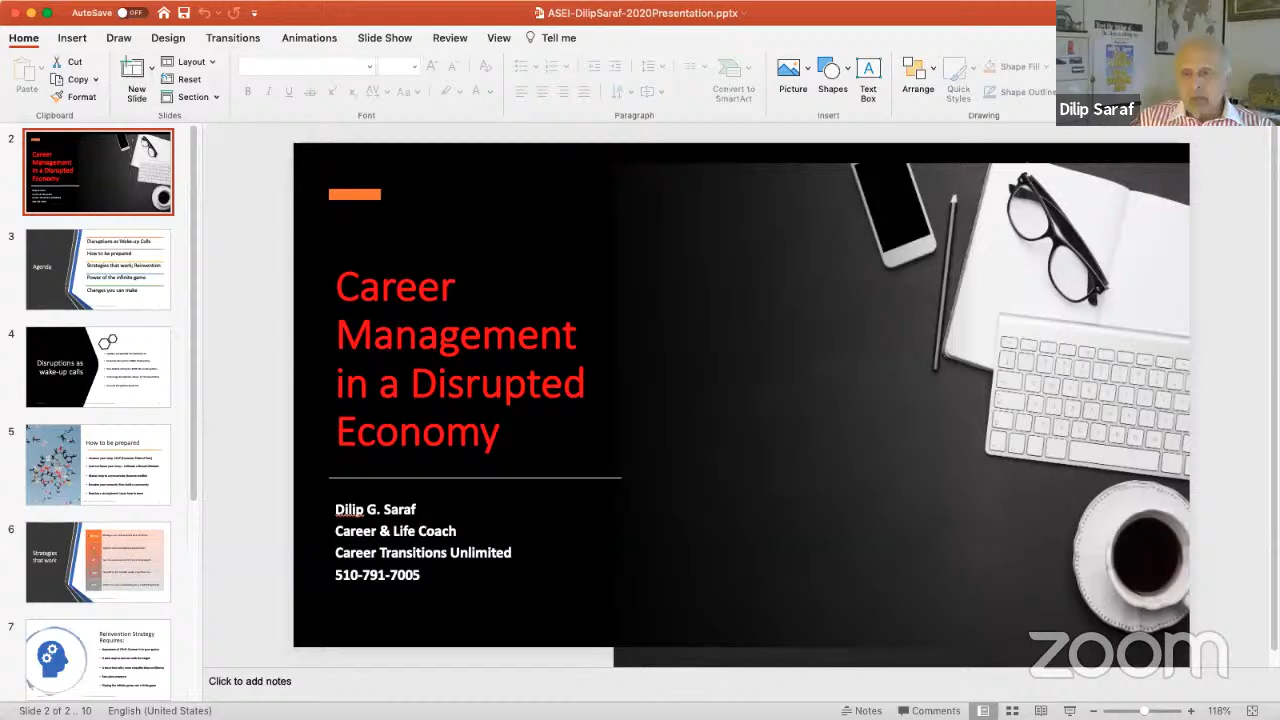 AutoSave OFF
ASEI-DilipSaraf-2020Presentation.pptx
Home Insert Draw Design Transitions Animations Slide Show Review View Tell me
Paste
Cut
Copy
Format
Clipboard
New Slide
Layout
Reset
Section
Slides
Font
Convert to SmartArt
Paragraph
Picture
Shapes
Text Box
Insert
Arrange
Quick Styles
Shape Fill
Shape Outline
Drawing
Dilip Saraf
2
Career
Management
in a Disrupted
Economy
3
Agenda
Disruptions as Wake-up Calls
How to be prepared
Strategies that work; Reinvention
Power of the infinite game
Changes you can make
4
Disruptions as
wake-up calls
5
How to be prepared
6
Strategies
that work
7
Reinvention Strategy
Requires:
Career
Management
in a Disrupted
Economy
Dilip G. Saraf
Career & Life Coach
Career Transitions Unlimited
510-791-7005
zoom
Click to add notes
Slide 2 of 2 .. 10 English (United States)
Notes Comments 118%